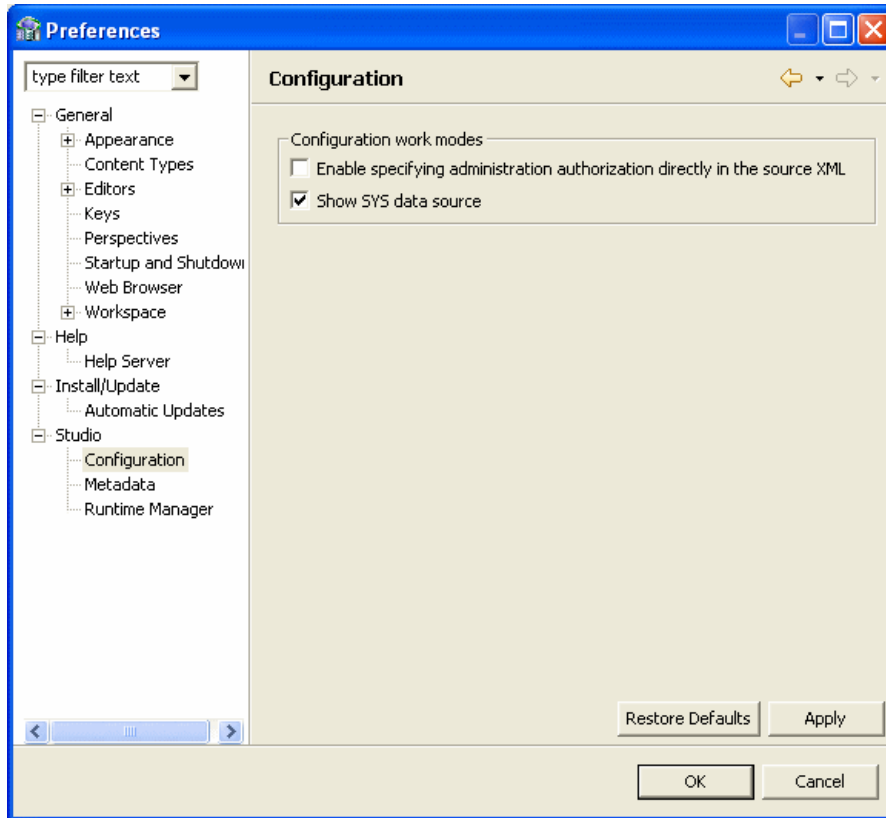 Preferences
type filter text
Configuration
General
Appearance
Content Types
Editors
Keys
Perspectives
Startup and Shutdow
Web Browser
Workspace
Help
Help Server
Install/Update
Automatic Updates
Studio
Configuration
Metadata
Runtime Manager
Configuration work modes
Enable specifying administration authorization directly in the source XML
Show SYS data source
Restore Defaults
Apply
OK
Cancel